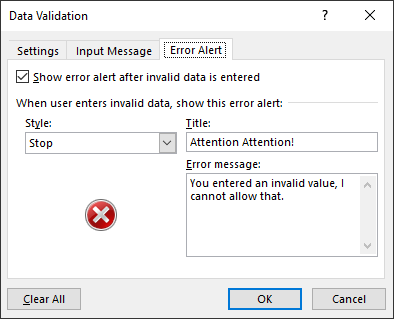 Data Validation
?
Settings
Input Message
Error Alert
Show error alert after invalid data is entered
When user enters invalid data, show this error alert:
Style:
Title:
Stop
Attention Attention!
Error message:
You entered an invalid value, I
cannot allow that.
Clear All
OK
Cancel